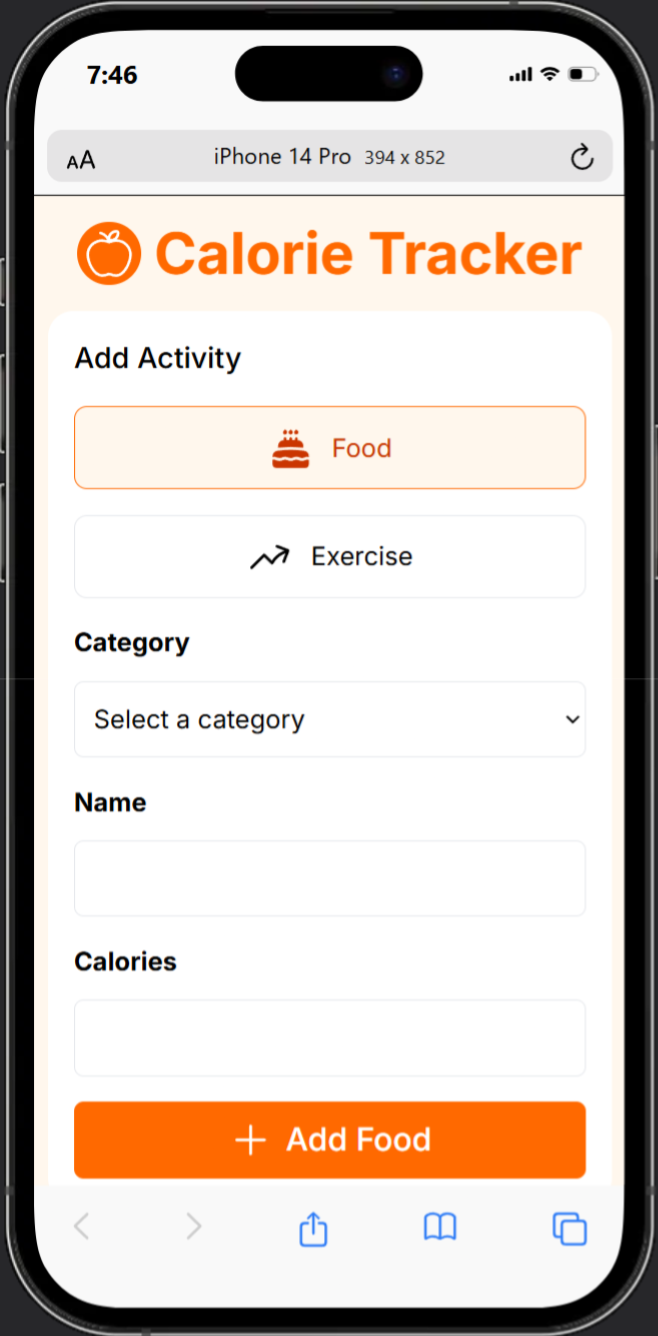 7:46
AA iPhone 14 Pro 394 x 852
Calorie Tracker
Add Activity
Food
Exercise
Category
Select a category
Name
Calories
Add Food